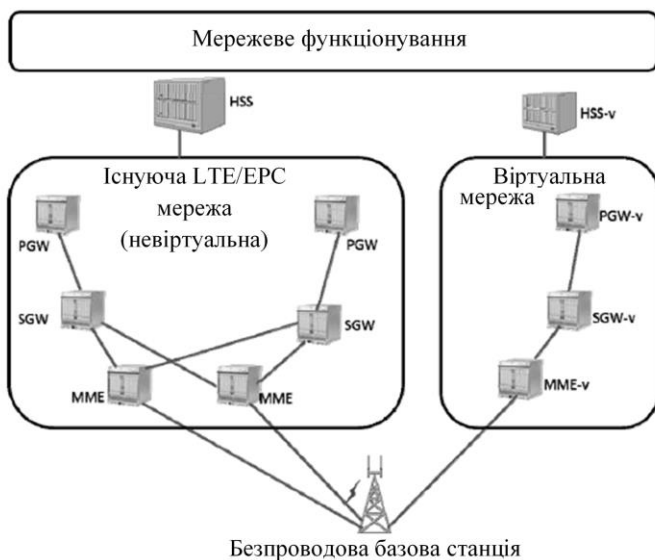 Мережеве функціонування
HSS
HSS-v
Існуюча LTE/EPC
мережа
(невіртуальна)
Віртуальна
мережа
PGW
PGW
PGW-v
SGW
SGW
SGW-v
MME
MME
MME-v
Безпроводова базова станція